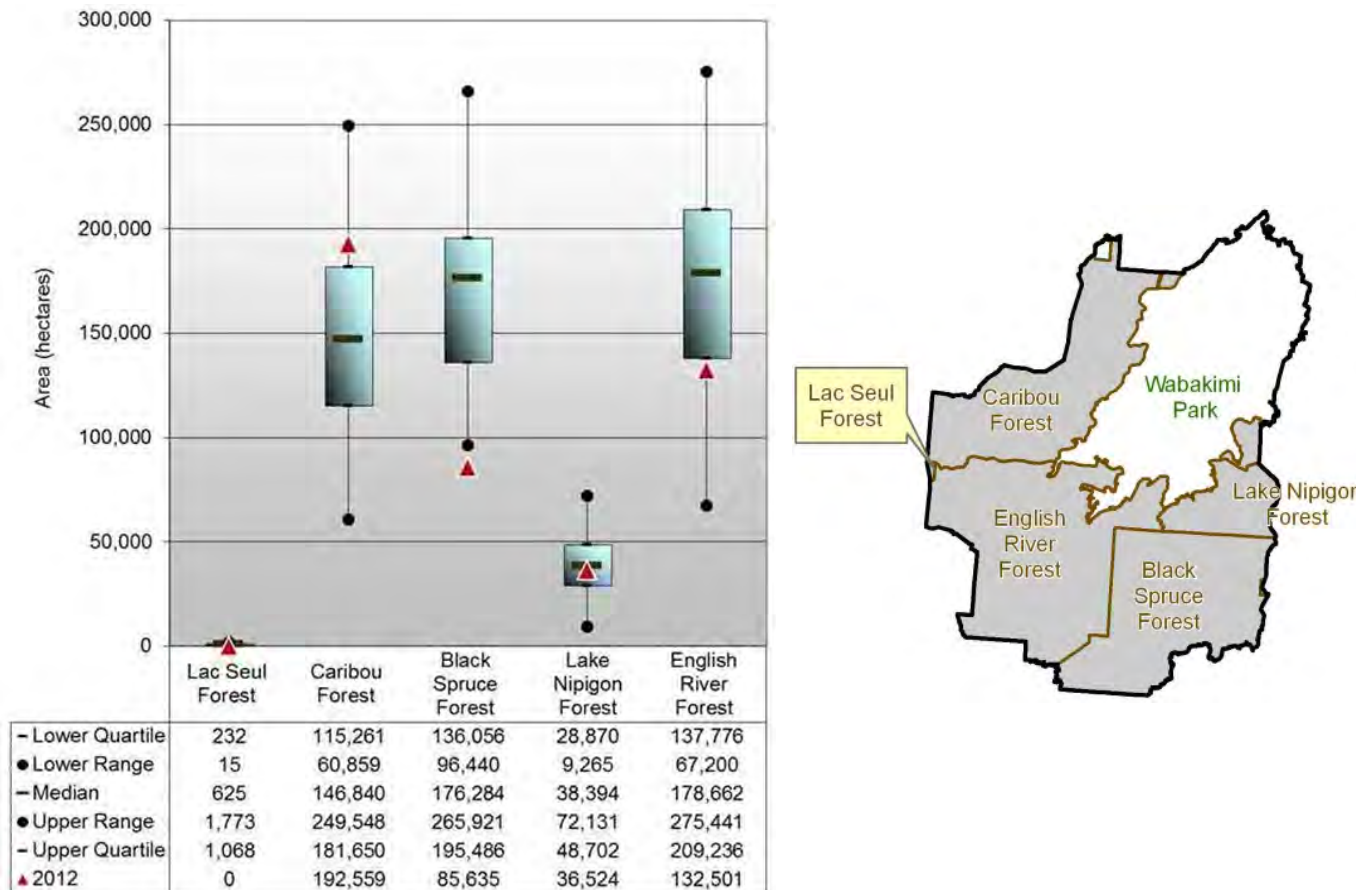 300,000
250,000
200,000
150,000
100,000
50,000
0
Area (hectares)
Lac Seul
Forest
Caribou
Forest
Black
Spruce
Forest
Lake
Nipigon
Forest
English
River
Forest
– Lower Quartile 232 115,261 136,056 28,870 137,776
● Lower Range 15 60,859 96,440 9,265 67,200
– Median 625 146,840 176,284 38,394 178,662
● Upper Range 1,773 249,548 265,921 72,131 275,441
– Upper Quartile 1,068 181,650 195,486 48,702 209,236
▲ 2012 0 192,559 85,635 36,524 132,501
Lac Seul
Forest
Caribou
Forest
Wabakimi
Park
English
River
Forest
Lake Nipigon
Forest
Black
Spruce
Forest